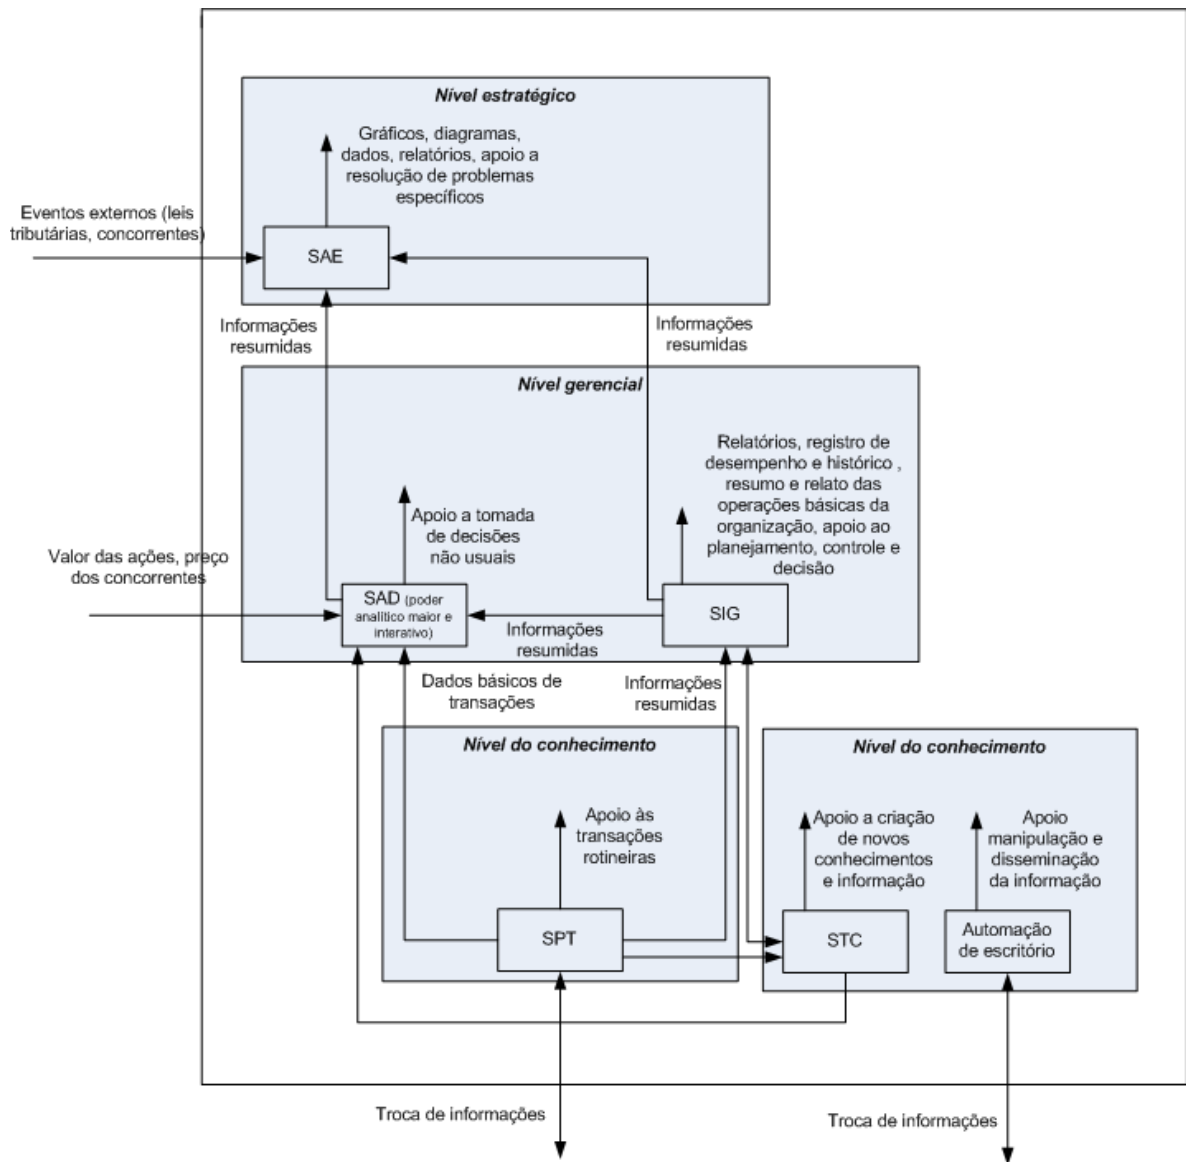 Nível estratégico
Gráficos, diagramas,
dados, relatórios, apoio a
resolução de problemas
específicos
Eventos externos (leis
tributárias, concorrentes)
SAE
Informações
resumidas
Informações
resumidas
Nível gerencial
Relatórios, registro de
desempenho e histórico ,
resumo e relato das
operações básicas da
organização, apoio ao
planejamento, controle e
decisão
Apoio a tomada
de decisões
não usuais
Valor das ações, preço
dos concorrentes
SAD (poder
analítico maior e
interativo)
SIG
Informações
resumidas
Dados básicos de
transações
Informações
resumidas
Nível do conhecimento
Apoio às
transações
rotineiras
SPT
Nível do conhecimento
Apoio a criação
de novos
conhecimentos
e informação
Apoio
manipulação e
disseminação
da informação
STC
Automação
de escritório
Troca de informações
Troca de informações